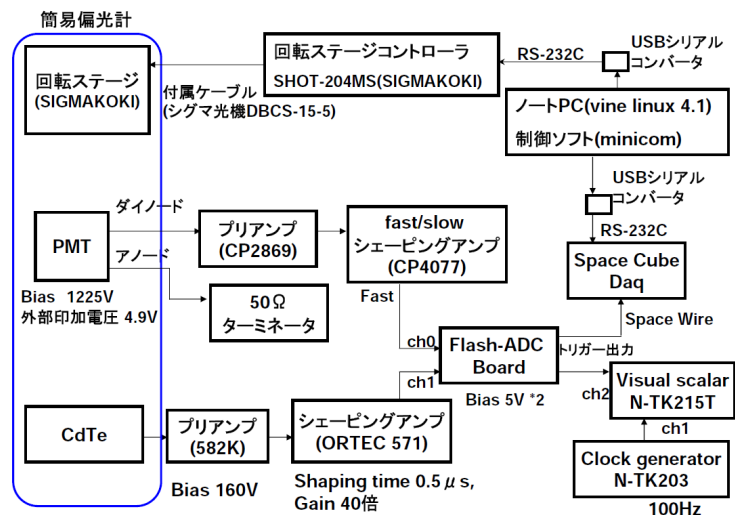 簡易偏光計
回転ステージ
(SIGMAKOKI)
付属ケーブル
(シグマ光機DBCS-15-5)
回転ステージコントローラ
SHOT-204MS(SIGMAKOKI)
RS-232C
USBシリアル
コンバータ
ノートPC(vine linux 4.1)
制御ソフト(minicom)
USBシリアル
コンバータ
RS-232C
Space Cube
Daq
Space Wire
PMT
Bias 1225V
外部印加電圧 4.9V
ダイノード
アノード
プリアンプ
(CP2869)
50Ω
ターミネータ
fast/slow
シェーピングアンプ
(CP4077)
Fast
ch0
ch1
Flash-ADC
Board
Bias 5V *2
トリガー出力
ch2
Visual scalar
N-TK215T
ch1
Clock generator
N-TK203
100Hz
CdTe
プリアンプ
(582K)
Bias 160V
シェーピングアンプ
(ORTEC 571)
Shaping time 0.5μs,
Gain 40倍